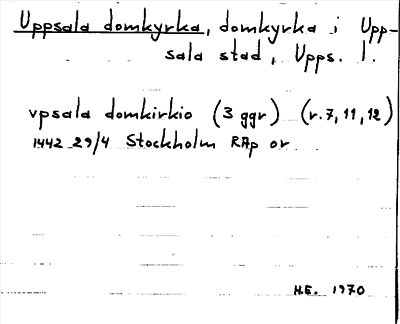 Uppsala domkyrka, domkyrka i Upp-
sala stad, Upps. l.
vpsala domkirkio (3 ggr) (r. 7, 11, 12)
1442 29/4 Stockholm RAp or
H.E. 1970